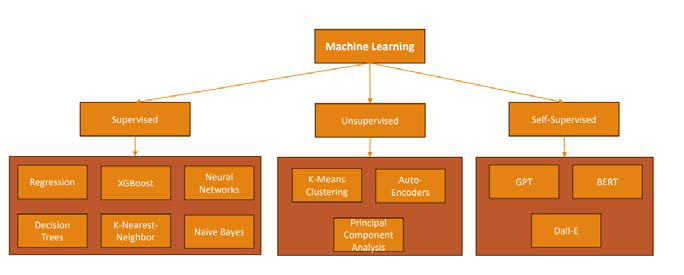 Machine Learning
Supervised
Unsupervised
Self-Supervised
Regression
XGBoost
Neural
Networks
Decision
Trees
K-Nearest-
Neighbor
Naive Bayes
K-Means
Clustering
Auto-
Encoders
Principal
Component
Analysis
GPT
BERT
Dall-E